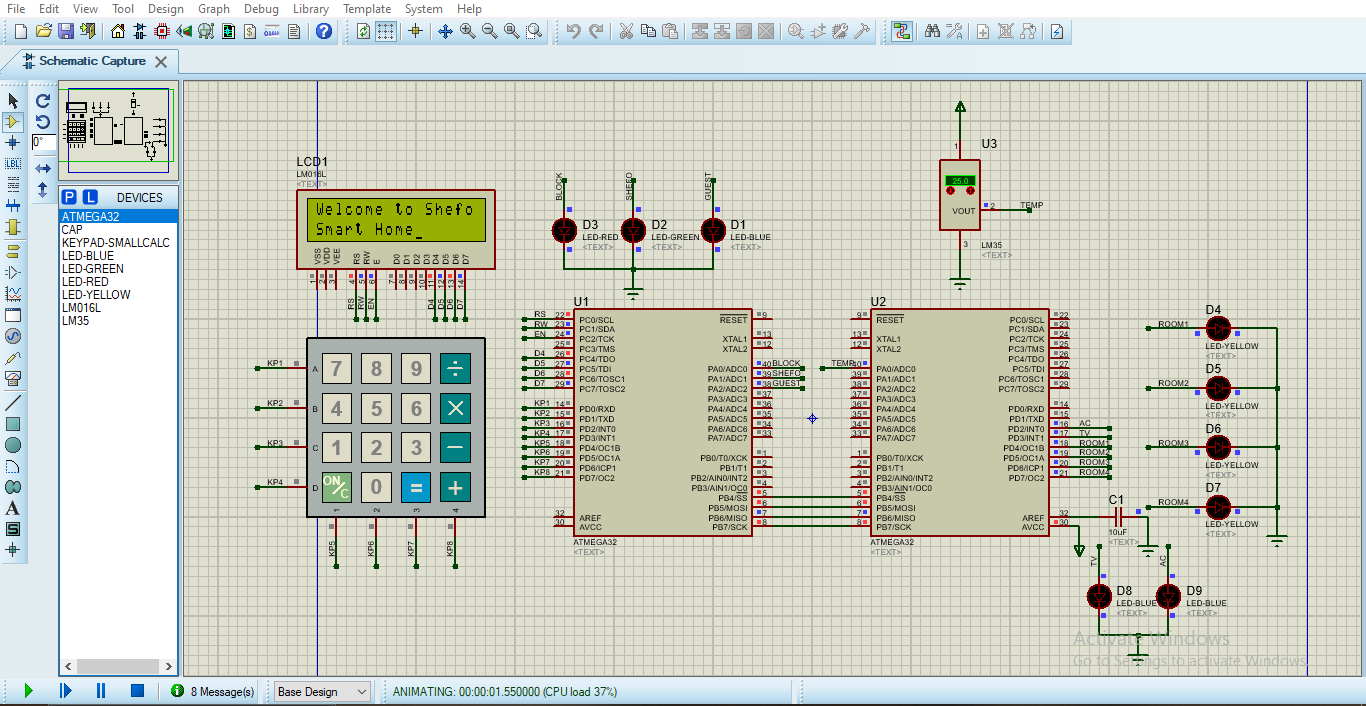 File Edit View Tool Design Graph Debug Library Template System Help
Schematic Capture
0°
P L DEVICES
ATMEGA32
CAP
KEYPAD-SMALLCALC
LED-BLUE
LED-GREEN
LED-RED
LED-YELLOW
LM016L
LM35
LCD1
LM016L
<TEXT>
Welcome to Shefo
Smart Home_
VSS VDD VEE RS RW E D0 D1 D2 D3 D4 D5 D6 D7
1 2 3 4 5 6 7 8 9 10 11 12 13 14
RS RW EN D4 D5 D6 D7
BLOCK SHEFO GUEST
D3
LED-RED
<TEXT>
D2
LED-GREEN
<TEXT>
D1
LED-BLUE
<TEXT>
U3
1
25.0
VOUT 2 TEMP
3
LM35
<TEXT>
KP1 A 7 8 9 ÷
KP2 B 4 5 6 ×
KP3 C 1 2 3 −
KP4 D ON/C 0 = +
1 2 3 4
KP5 KP6 KP7 KP8
U1
RS 22 PC0/SCL RESET 9
RW 23 PC1/SDA
EN 24 PC2/TCK XTAL1 13
25 PC3/TMS XTAL2 12
D4 26 PC4/TDO
D5 27 PC5/TDI PA0/ADC0 40 BLOCK
D6 28 PC6/TOSC1 PA1/ADC1 39 SHEFO
D7 29 PC7/TOSC2 PA2/ADC2 38 GUEST
PA3/ADC3 37
KP1 14 PD0/RXD PA4/ADC4 36
KP2 15 PD1/TXD PA5/ADC5 35
KP3 16 PD2/INT0 PA6/ADC6 34
KP4 17 PD3/INT1 PA7/ADC7 33
KP5 18 PD4/OC1B
KP6 19 PD5/OC1A PB0/T0/XCK 1
KP7 20 PD6/ICP1 PB1/T1 2
KP8 21 PD7/OC2 PB2/AIN0/INT2 3
PB3/AIN1/OC0 4
PB4/SS 5
PB5/MOSI 6
32 AREF PB6/MISO 7
30 AVCC PB7/SCK 8
ATMEGA32
<TEXT>
U2
9 RESET PC0/SCL 22
PC1/SDA 23
13 XTAL1 PC2/TCK 24
12 XTAL2 PC3/TMS 25
PC4/TDO 26
TEMP 40 PA0/ADC0 PC5/TDI 27
39 PA1/ADC1 PC6/TOSC1 28
38 PA2/ADC2 PC7/TOSC2 29
37 PA3/ADC3
36 PA4/ADC4 PD0/RXD 14
35 PA5/ADC5 PD1/TXD 15
34 PA6/ADC6 PD2/INT0 16 AC
33 PA7/ADC7 PD3/INT1 17 TV
PD4/OC1B 18 ROOM1
1 PB0/T0/XCK PD5/OC1A 19 ROOM2
2 PB1/T1 PD6/ICP1 20 ROOM3
3 PB2/AIN0/INT2 PD7/OC2 21 ROOM4
4 PB3/AIN1/OC0
5 PB4/SS
6 PB5/MOSI
7 PB6/MISO AREF 32
8 PB7/SCK AVCC 30
ATMEGA32
<TEXT>
D4
ROOM1
LED-YELLOW
<TEXT>
D5
ROOM2
LED-YELLOW
<TEXT>
D6
ROOM3
LED-YELLOW
<TEXT>
D7
ROOM4
LED-YELLOW
<TEXT>
C1
10uF
<TEXT>
TV AC
D8
LED-BLUE
<TEXT>
D9
LED-BLUE
<TEXT>
Activate Windows
Go to Settings to activate Windows.
8 Message(s) Base Design ANIMATING: 00:00:01.550000 (CPU load 37%)